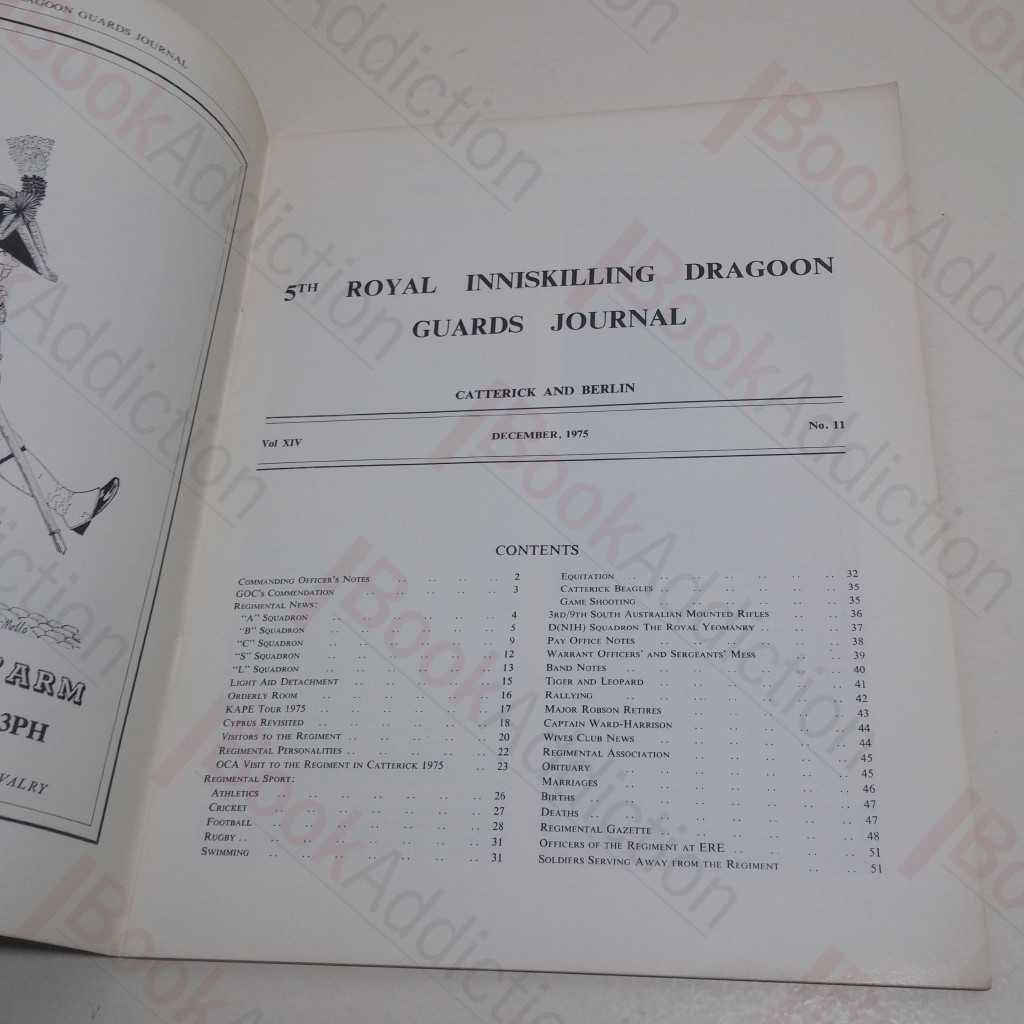 DRAGOON GUARDS JOURNAL
Mello
ARM
3PH
VALRY
5TH ROYAL INNISKILLING DRAGOON
GUARDS JOURNAL
CATTERICK AND BERLIN
Vol XIV DECEMBER, 1975 No. 11
CONTENTS
COMMANDING OFFICER'S NOTES .. .. .. .. 2
GOC'S COMMENDATION .. .. .. .. .. 3
REGIMENTAL NEWS:
"A" SQUADRON .. .. .. .. .. 4
"B" SQUADRON .. .. .. .. .. 5
"C" SQUADRON .. .. .. .. .. 9
"S" SQUADRON .. .. .. .. .. 12
"L" SQUADRON .. .. .. .. .. 13
LIGHT AID DETACHMENT .. .. .. .. 15
ORDERLY ROOM .. .. .. .. .. 16
KAPE TOUR 1975 .. .. .. .. .. 17
CYPRUS REVISITED .. .. .. .. .. 18
VISITORS TO THE REGIMENT .. .. .. .. 20
REGIMENTAL PERSONALITIES .. .. .. .. 22
OCA VISIT TO THE REGIMENT IN CATTERICK 1975 .. 23
REGIMENTAL SPORT:
ATHLETICS .. .. .. .. .. .. 26
CRICKET .. .. .. .. .. .. 27
FOOTBALL .. .. .. .. .. .. 28
RUGBY .. .. .. .. .. .. .. 31
SWIMMING .. .. .. .. .. .. 31
EQUITATION .. .. .. .. .. .. 32
CATTERICK BEAGLES .. .. .. .. .. 35
GAME SHOOTING .. .. .. .. .. 35
3RD/9TH SOUTH AUSTRALIAN MOUNTED RIFLES .. 36
D(NIH) SQUADRON THE ROYAL YEOMANRY .. .. 37
PAY OFFICE NOTES .. .. .. .. .. 38
WARRANT OFFICERS' AND SERGEANTS' MESS .. .. 39
BAND NOTES .. .. .. .. .. .. 40
TIGER AND LEOPARD .. .. .. .. .. 41
RALLYING .. .. .. .. .. .. 42
MAJOR ROBSON RETIRES .. .. .. .. 43
CAPTAIN WARD-HARRISON .. .. .. .. 44
WIVES CLUB NEWS .. .. .. .. .. 44
REGIMENTAL ASSOCIATION .. .. .. .. 45
OBITUARY .. .. .. .. .. .. 45
MARRIAGES .. .. .. .. .. .. 46
BIRTHS .. .. .. .. .. .. 47
DEATHS .. .. .. .. .. .. .. 47
REGIMENTAL GAZETTE .. .. .. .. .. 48
OFFICERS OF THE REGIMENT AT ERE .. .. .. .. 51
SOLDIERS SERVING AWAY FROM THE REGIMENT .. .. 51
BookAddiction